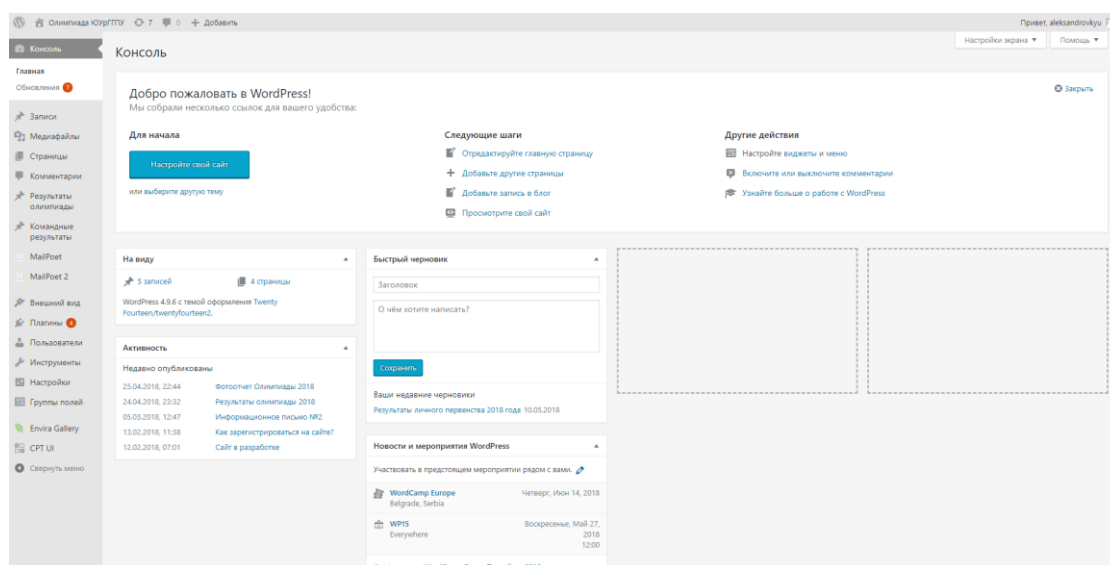 Олимпиада ЮУрГГПУ 7 0 + Добавить
Привет, aleksandrovkyu
Консоль
Главная
Обновления 7
Записи
Медиафайлы
Страницы
Комментарии
Результаты
олимпиады
Командные
результаты
MailPoet
MailPoet 2
Внешний вид
Плагины 4
Пользователи
Инструменты
Настройки
Группы полей
Envira Gallery
CPT UI
Свернуть меню
Настройки экрана ▼
Помощь ▼
Консоль
Добро пожаловать в WordPress!
Закрыть
Мы собрали несколько ссылок для вашего удобства:
Для начала
Настройте свой сайт
или выберите другую тему
Следующие шаги
Отредактируйте главную страницу
Добавьте другие страницы
Добавьте запись в блог
Просмотрите свой сайт
Другие действия
Настройте виджеты и меню
Включите или выключите комментарии
Узнайте больше о работе с WordPress
На виду
5 записей
4 страницы
WordPress 4.9.6 с темой оформления Twenty
Fourteen/twentyfourteen2.
Активность
Недавно опубликованы
25.04.2018, 22:44 Фотоотчет Олимпиады 2018
24.04.2018, 23:32 Результаты олимпиады 2018
05.03.2018, 12:47 Информационное письмо №2
13.02.2018, 11:38 Как зарегистрироваться на сайте?
12.02.2018, 07:01 Сайт в разработке
Быстрый черновик
Заголовок
О чём хотите написать?
Сохранить
Ваши недавние черновики
Результаты личного первенства 2018 года 10.05.2018
Новости и мероприятия WordPress
Участвовать в предстоящем мероприятии рядом с вами.
WordCamp Europe Четверг, Июн 14, 2018
Belgrade, Serbia
WP15 Воскресенье, Май 27,
Everywhere 2018
12:00